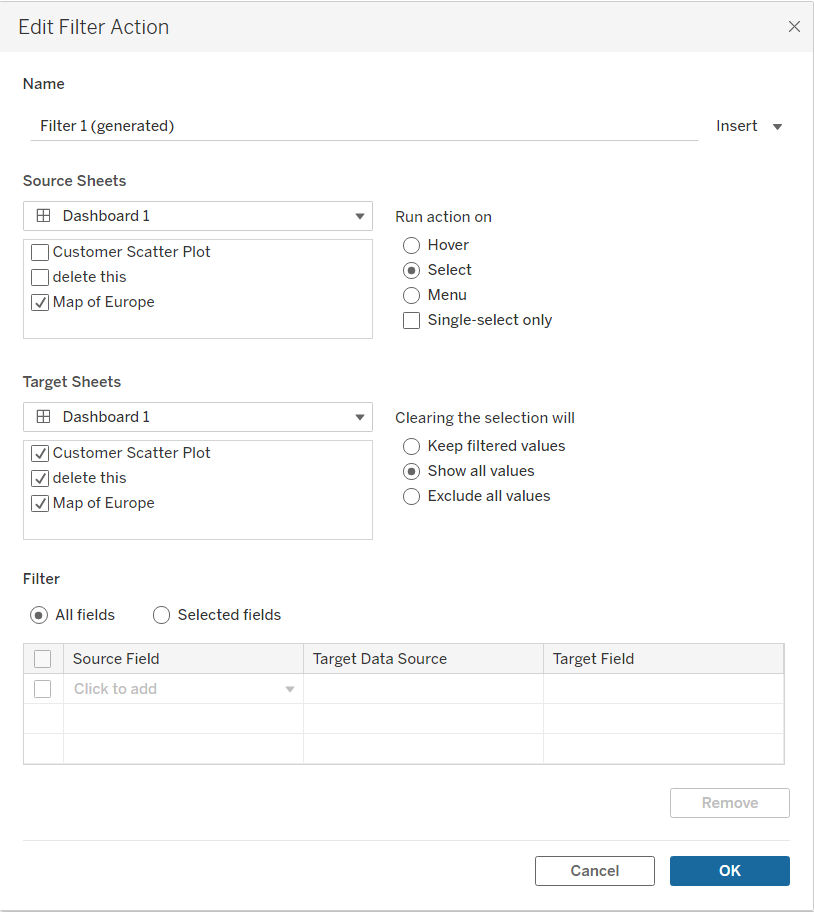 Edit Filter Action
Name
Filter 1 (generated)
Insert
Source Sheets
Dashboard 1
Customer Scatter Plot
delete this
Map of Europe
Run action on
Hover
Select
Menu
Single-select only
Target Sheets
Dashboard 1
Customer Scatter Plot
delete this
Map of Europe
Clearing the selection will
Keep filtered values
Show all values
Exclude all values
Filter
All fields Selected fields
Source Field Target Data Source Target Field
Click to add
Remove
Cancel OK